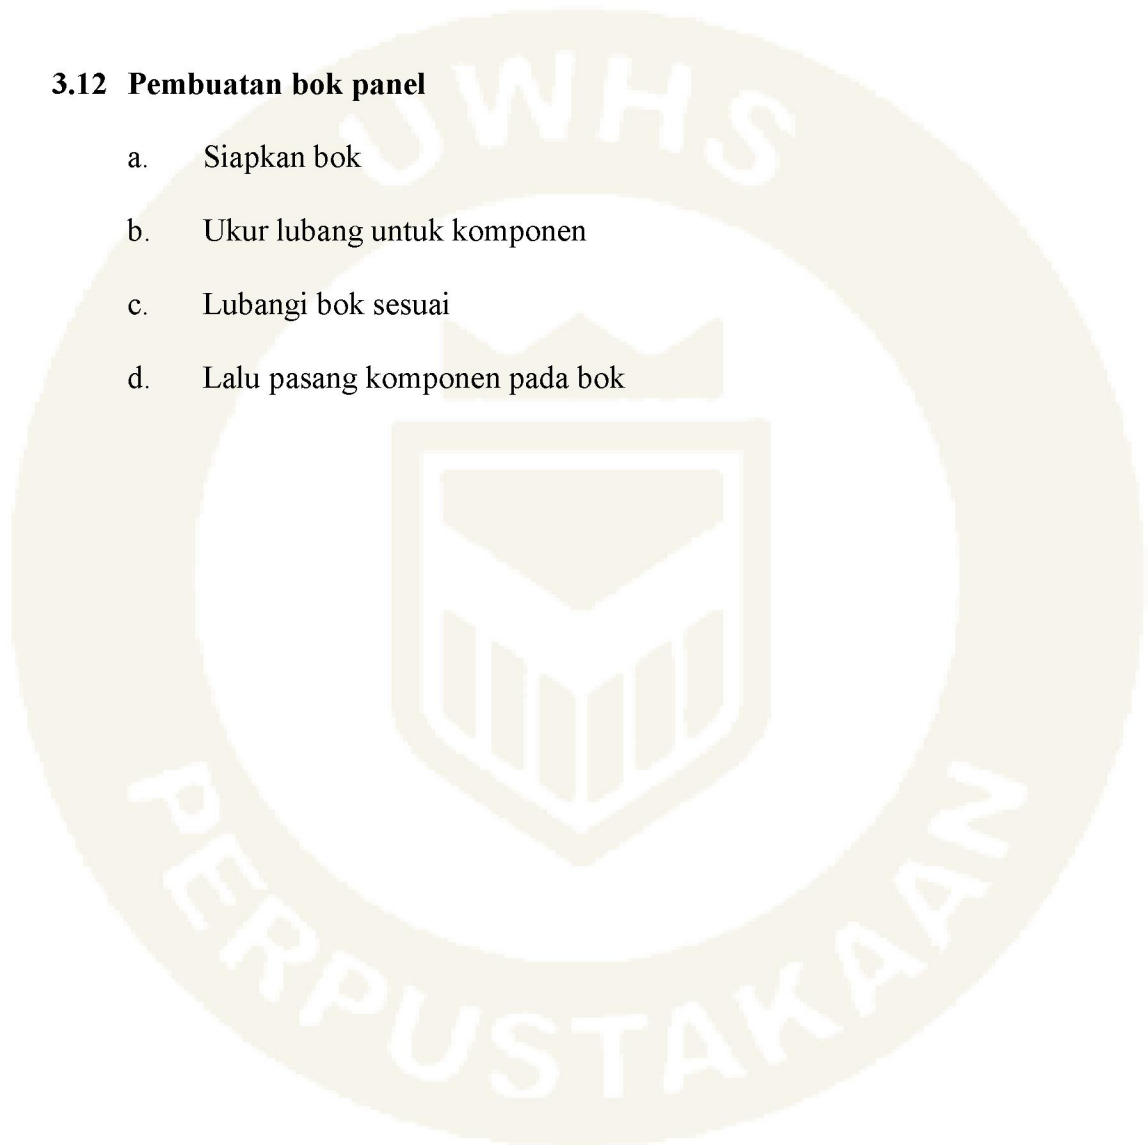 UWHS
3.12 Pembuatan bok panel
a. Siapkan bok
b. Ukur lubang untuk komponen
c. Lubangi bok sesuai
d. Lalu pasang komponen pada bok
PERPUSTAKAAN